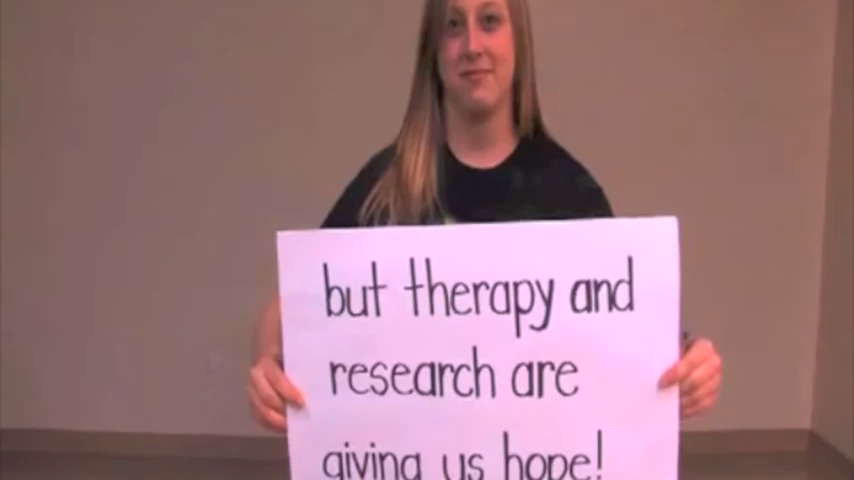 but therapy and
research are
giving us hope!